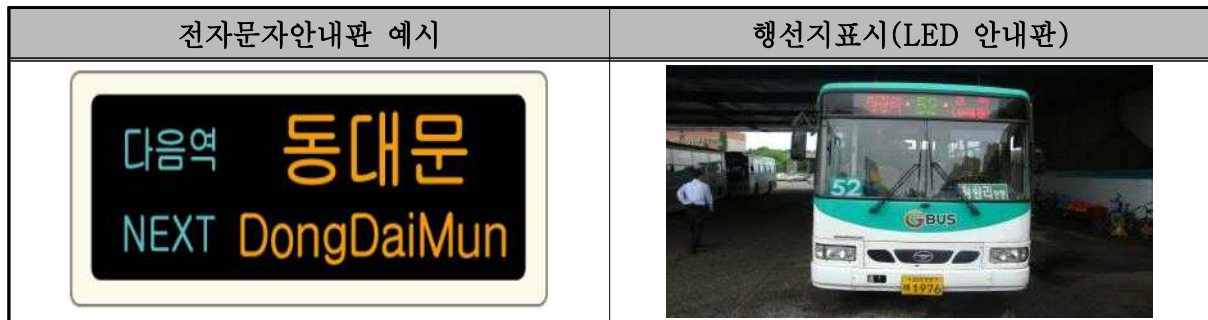 전자문자안내판 예시
행선지표시(LED 안내판)
다음역 동대문
NEXT DongDaiMun
52
52
G BUS
1976